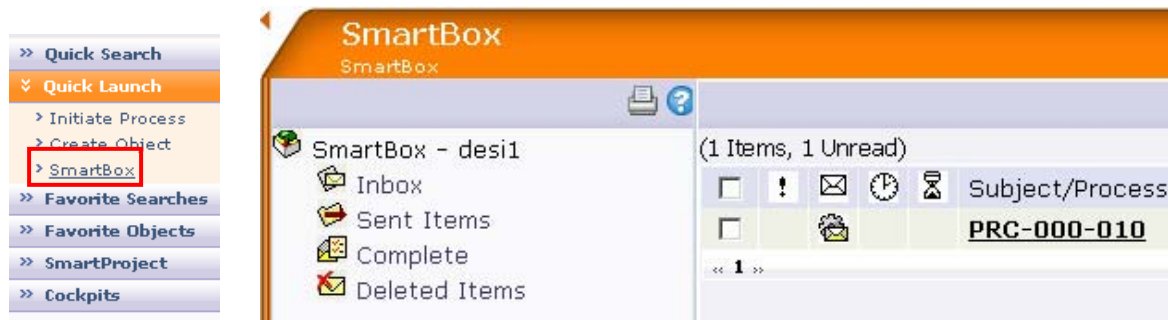 » Quick Search
Quick Launch
› Initiate Process
› Create Object
› SmartBox
» Favorite Searches
» Favorite Objects
» SmartProject
» Cockpits
SmartBox
SmartBox
SmartBox - desi1
Inbox
Sent Items
Complete
Deleted Items
(1 Items, 1 Unread)
! Subject/Process
PRC-000-010
« 1 »